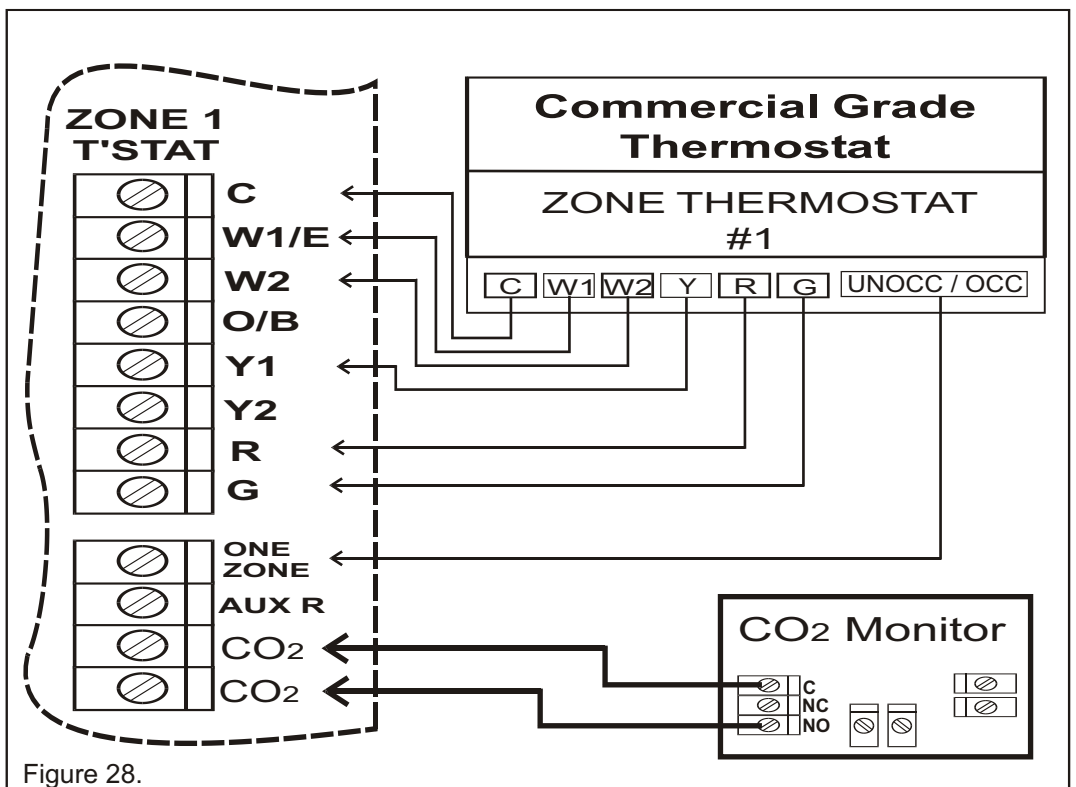 ZONE 1
T'STAT
C
W1/E
W2
O/B
Y1
Y2
R
G
ONE
ZONE
AUX R
CO2
CO2
Commercial Grade
Thermostat
ZONE THERMOSTAT
#1
C W1 W2 Y R G UNOCC / OCC
CO2 Monitor
C
NC
NO
Figure 28.